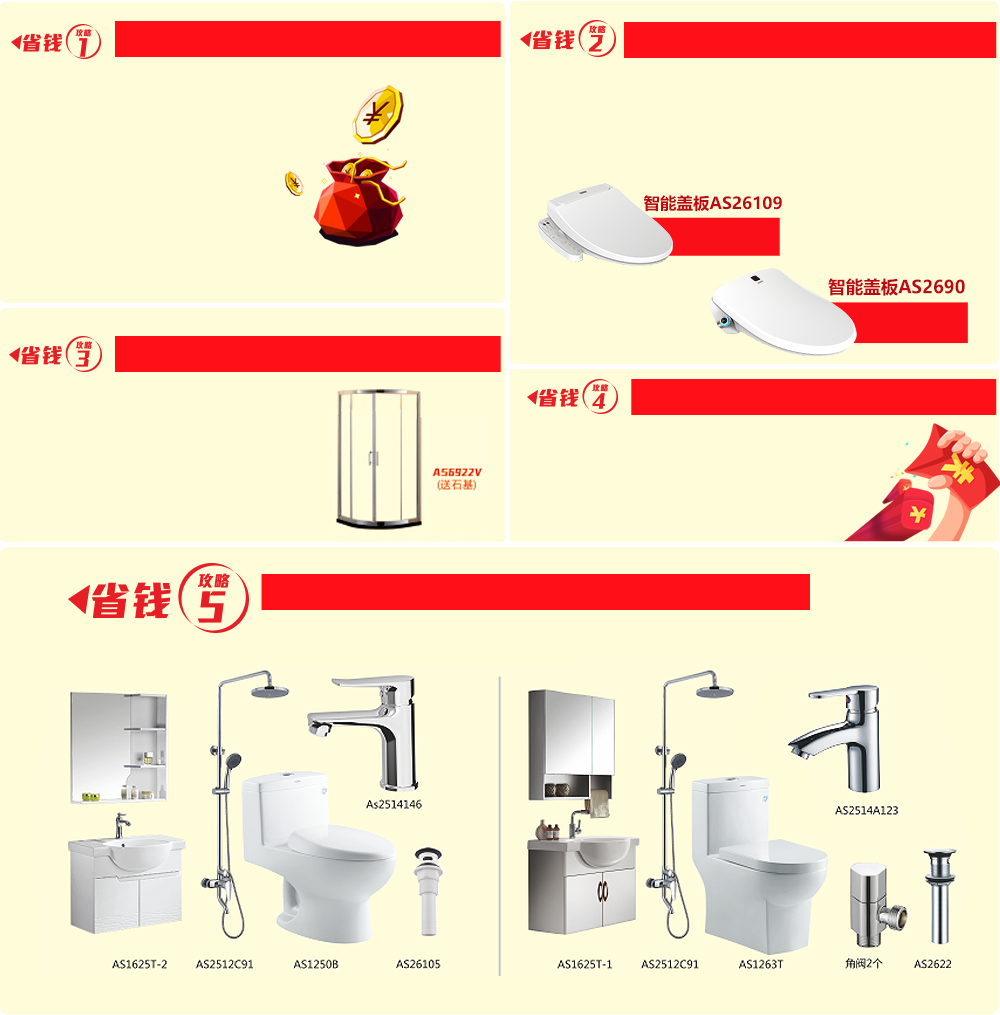 省钱 攻略 1
省钱 攻略 2
智能盖板AS26109
智能盖板AS2690
省钱 攻略 3
AS6922V
(送石基)
省钱 攻略 4
省钱 攻略 5
As2514146
AS2514A123
AS1625T-2 AS2512C91 AS1250B AS26105
AS1625T-1 AS2512C91 AS1263T 角阀2个 AS2622